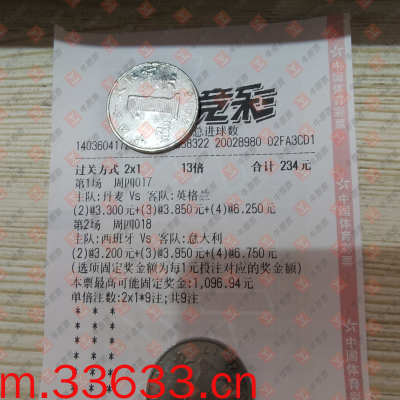 竞彩
总进球数
14036041 38322 20028980 02FA3CD1
过关方式 2x1 13倍 合计 234元
第1场 周四017
主队:丹麦 Vs 客队:英格兰
(2)@3.300元+(3)@3.850元+(4)@6.250元
第2场 周四018
主队:西班牙 Vs 客队:意大利
(2)@3.200元+(3)@3.950元+(4)@6.750元
(选项固定奖金额为每1元投注对应的奖金额)
本票最高可能固定奖金:1,096.94元
单倍注数:2x1*9注;共9注
中国体育彩票
m.33633.cn